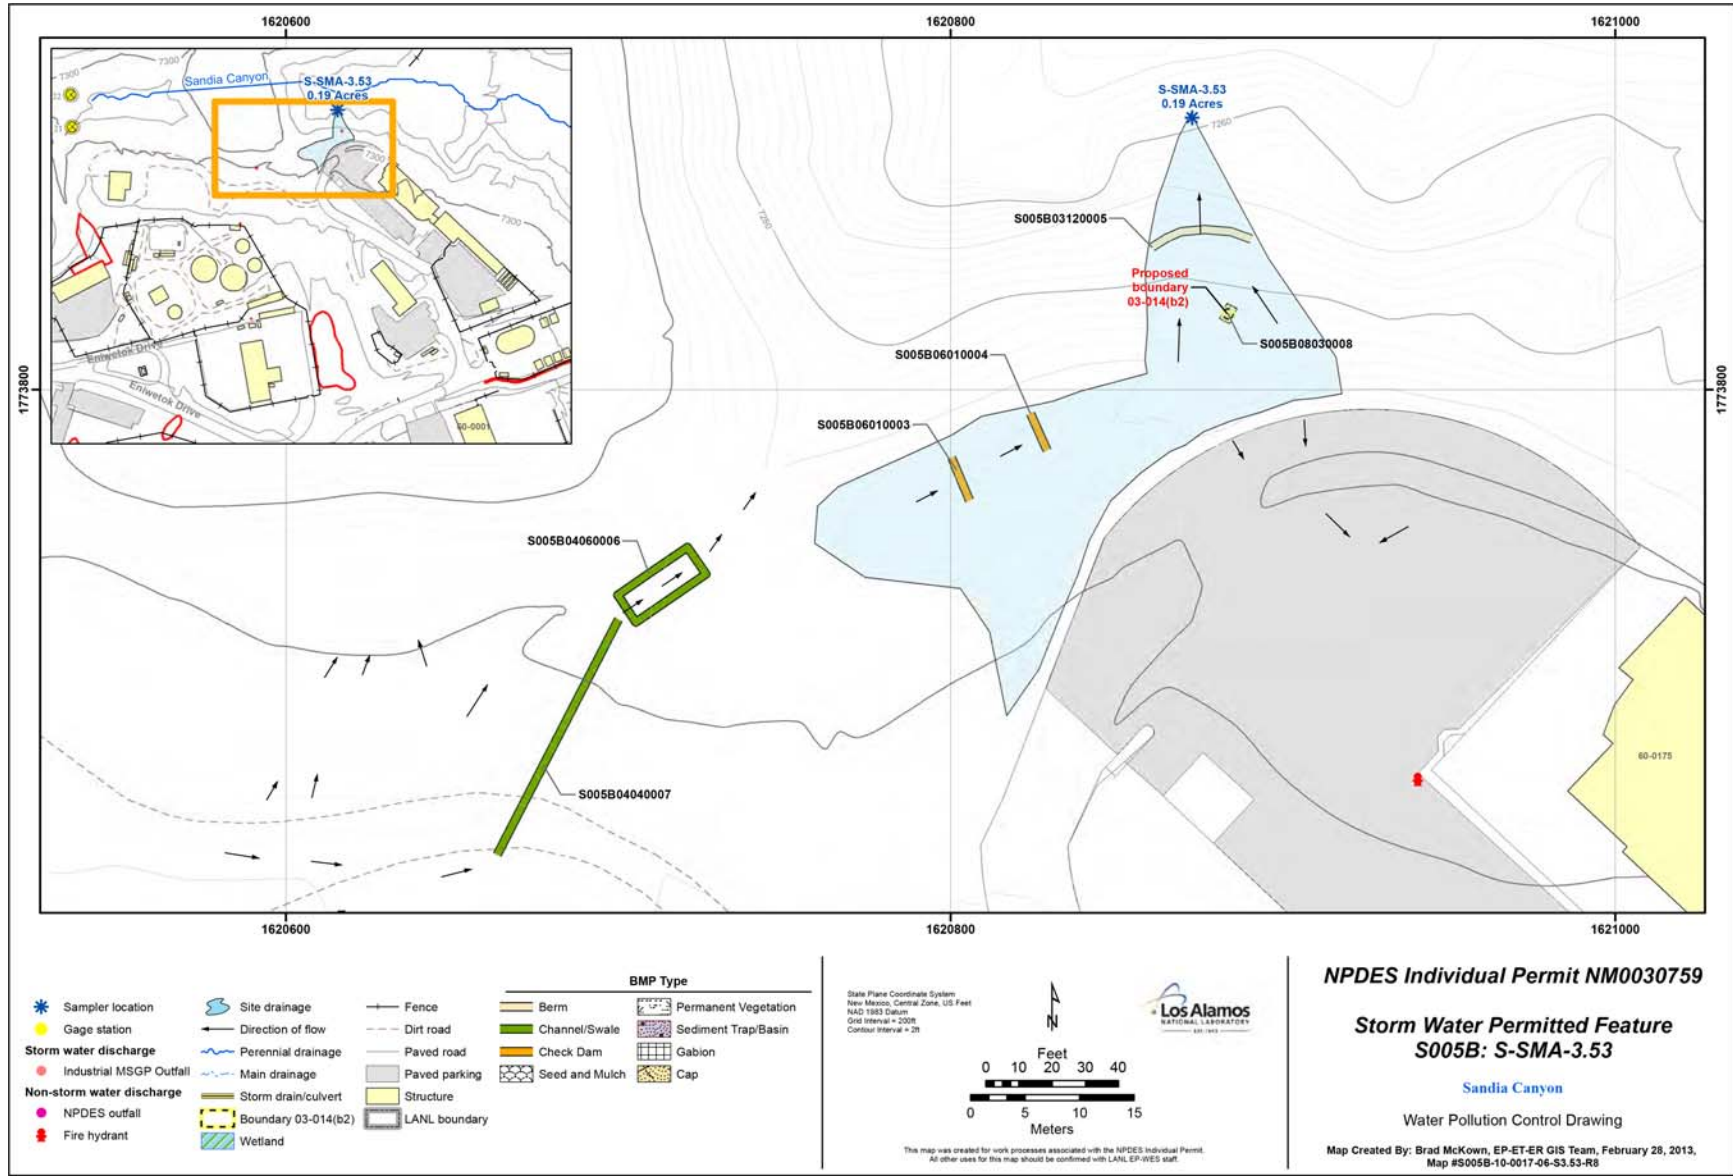 1620600
1620800
1621000
7300
7300
Sandia Canyon
S-SMA-3.53
0.19 Acres
7300
7300
Eniwetok Drive
Eniwetok Drive
60-0001
S-SMA-3.53
0.19 Acres
7260
7260
S005B03120005
Proposed
boundary
03-014(b2)
S005B08030008
S005B06010004
1773800
1773800
S005B06010003
S005B04060006
S005B04040007
60-0175
1620600
1620800
1621000
Sampler location
Gage station
Storm water discharge
Industrial MSGP Outfall
Non-storm water discharge
NPDES outfall
Fire hydrant
Site drainage
Direction of flow
Perennial drainage
Main drainage
Storm drain/culvert
Boundary 03-014(b2)
Wetland
Fence
Dirt road
Paved road
Paved parking
Structure
LANL boundary
BMP Type
Berm
Channel/Swale
Check Dam
Seed and Mulch
Permanent Vegetation
Sediment Trap/Basin
Gabion
Cap
State Plane Coordinate System
New Mexico, Central Zone, US Feet
NAD 1983 Datum
Grid Interval = 200ft
Contour Interval = 2ft
N
Los Alamos
NATIONAL LABORATORY
EST. 1943
Feet
0 10 20 30 40
0 5 10 15
Meters
This map was created for work processes associated with the NPDES Individual Permit.
All other uses for this map should be confirmed with LANL EP-WES staff.
NPDES Individual Permit NM0030759
Storm Water Permitted Feature
S005B: S-SMA-3.53
Sandia Canyon
Water Pollution Control Drawing
Map Created By: Brad McKown, EP-ET-ER GIS Team, February 28, 2013,
Map #S005B-10-0017-06-S3.53-R8